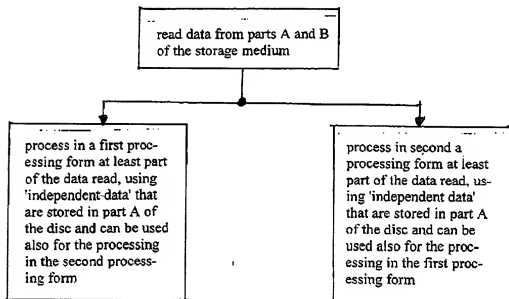 read data from parts A and B
of the storage medium
process in a first proc-
essing form at least part
of the data read, using
'independent-data' that
are stored in part A of
the disc and can be used
also for the processing
in the second process-
ing form
process in second a
processing form at least
part of the data read, us-
ing 'independent data'
that are stored in part A
of the disc and can be
used also for the proc-
essing in the first proc-
essing form